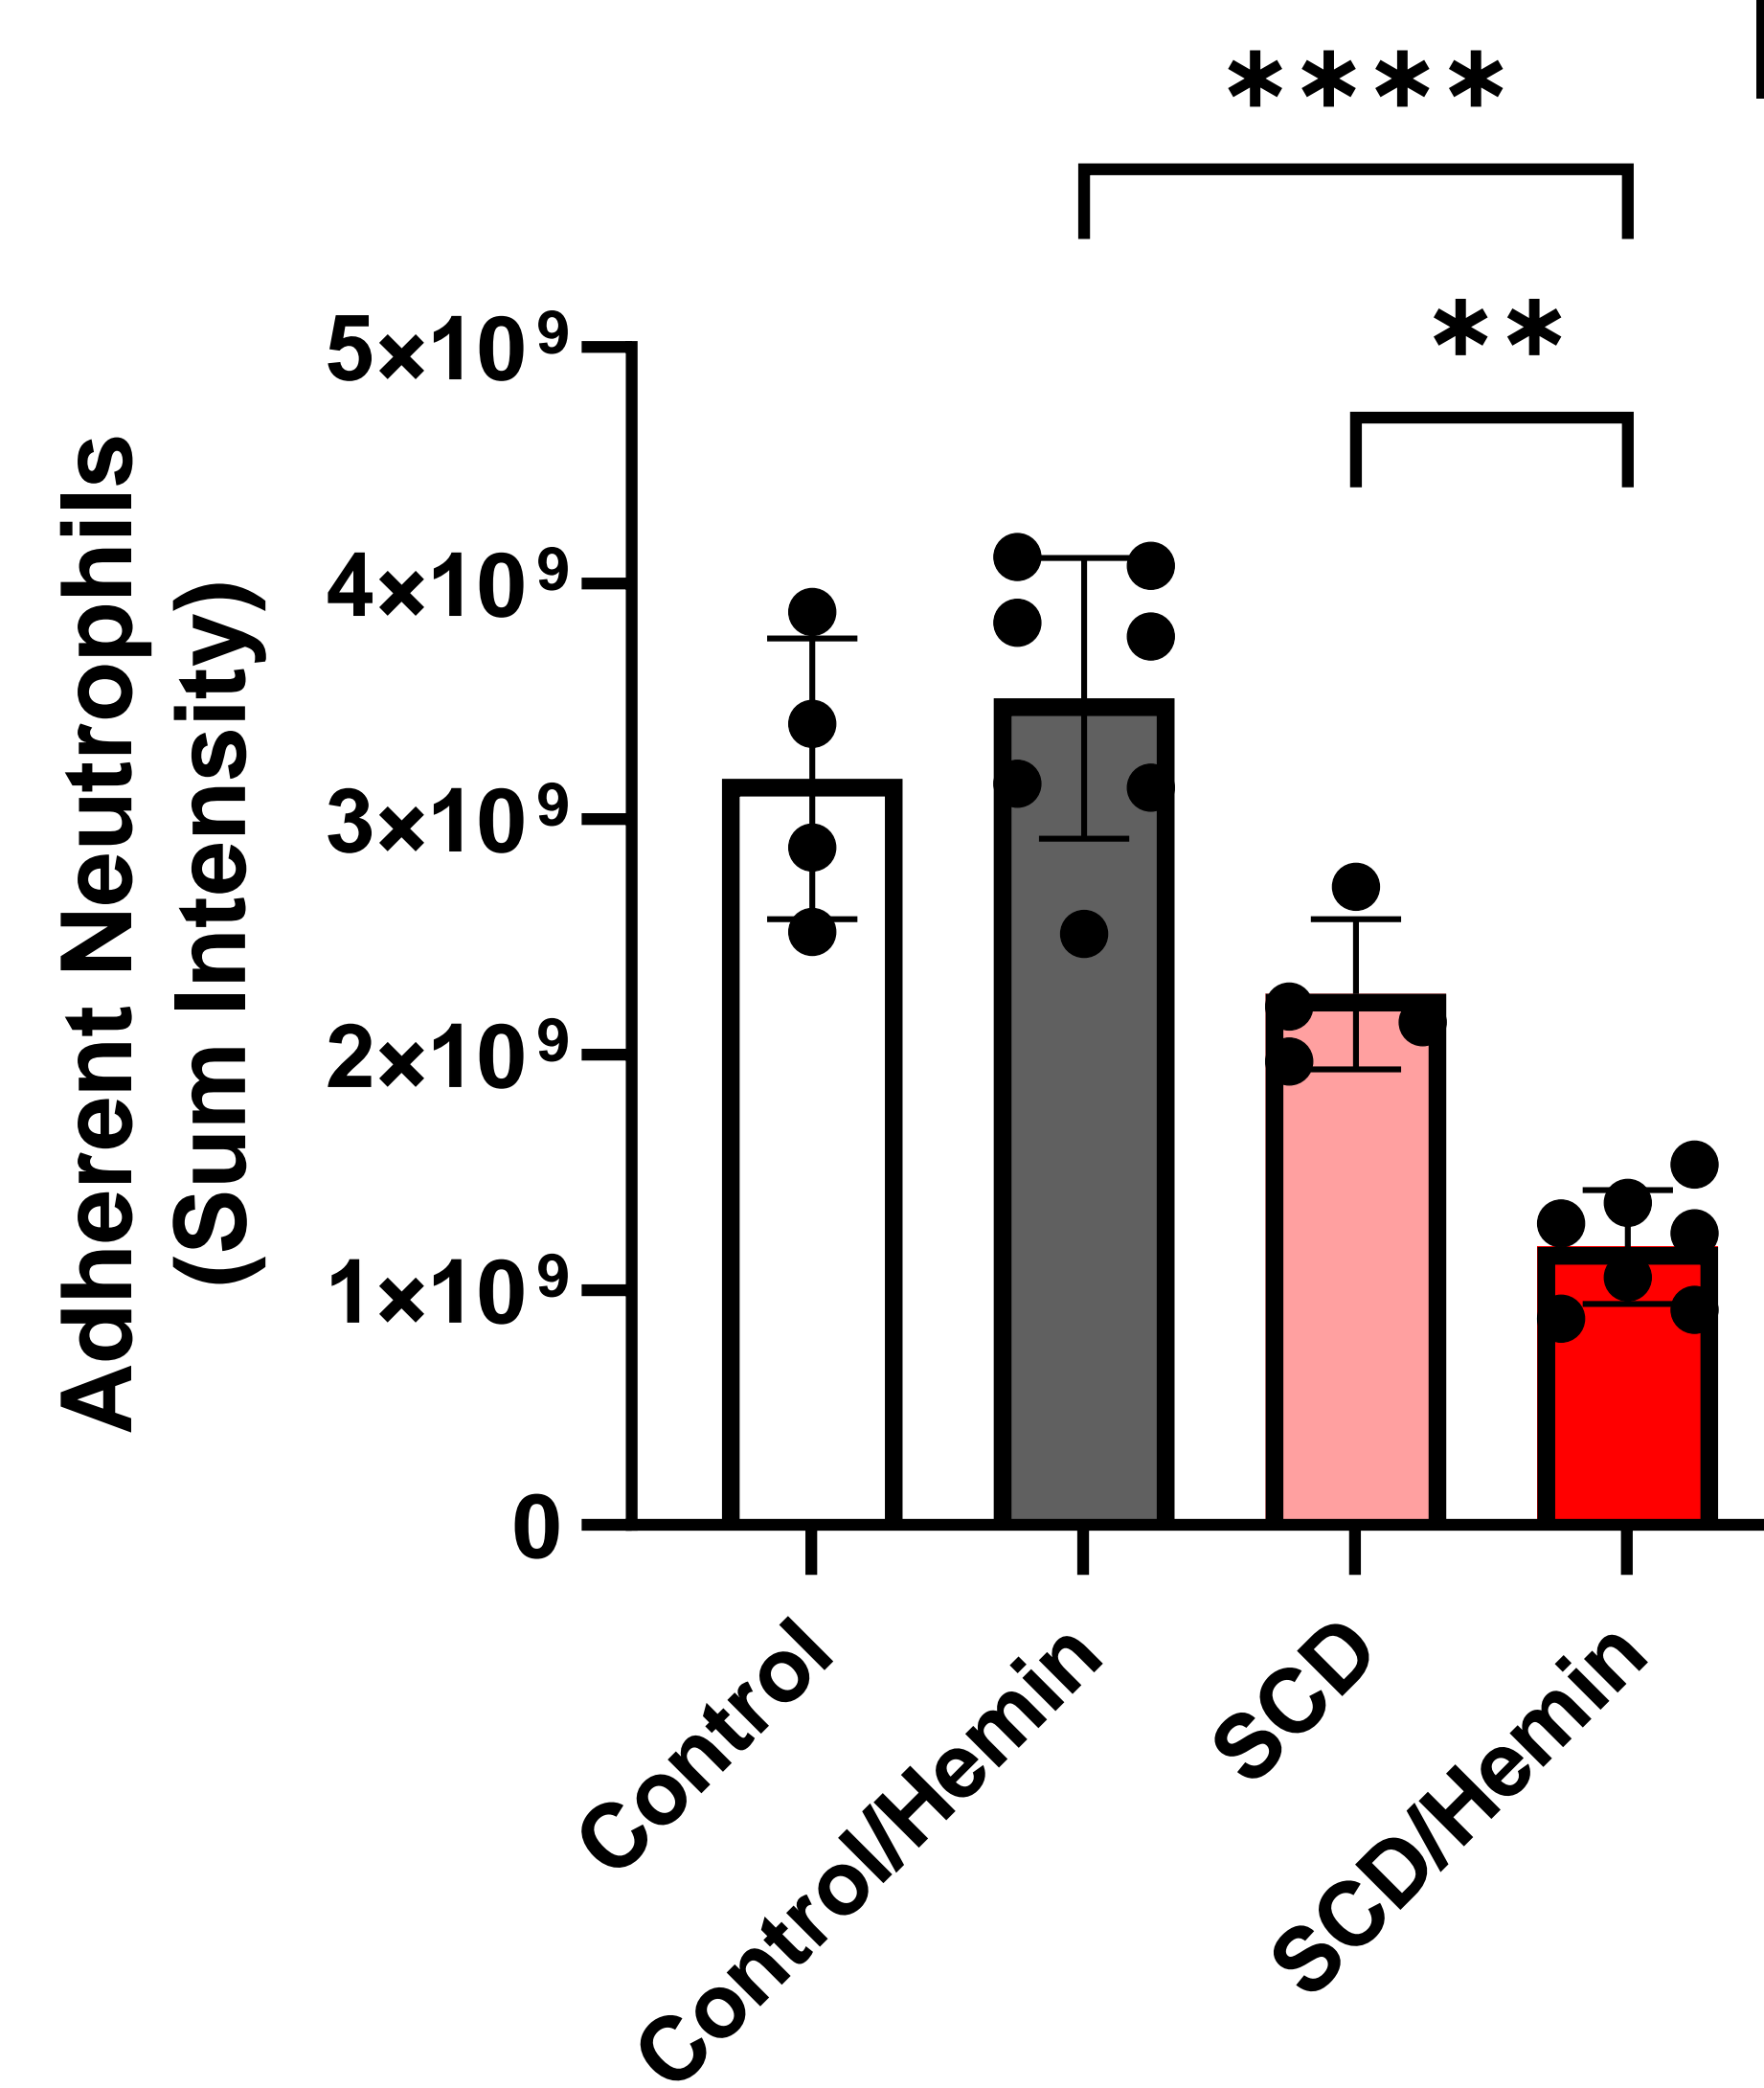 ****
**
Adherent Neutrophils
(Sum Intensity)
5×10⁹
4×10⁹
3×10⁹
2×10⁹
1×10⁹
0
Control
Control/Hemin
SCD
SCD/Hemin